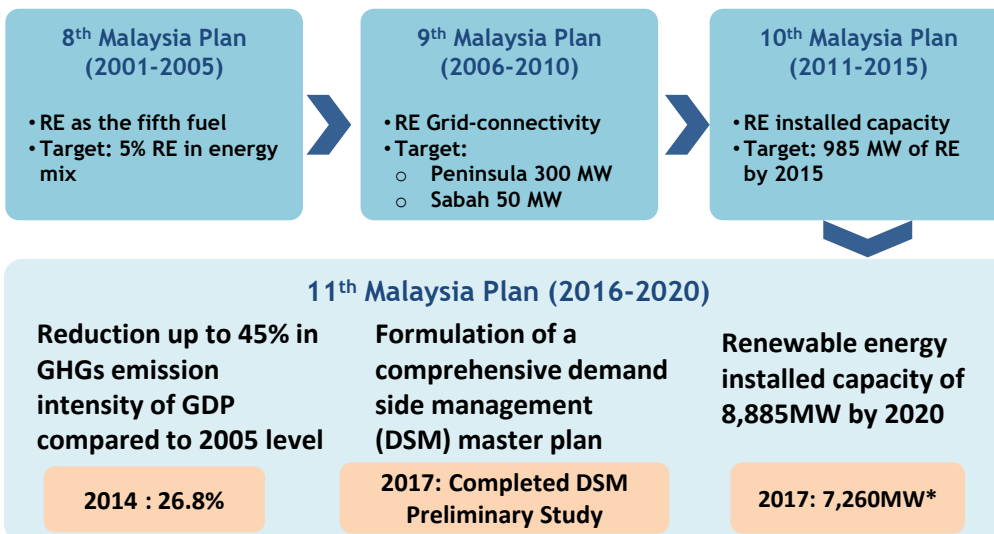 8th Malaysia Plan
(2001-2005)
• RE as the fifth fuel
• Target: 5% RE in energy
mix
9th Malaysia Plan
(2006-2010)
• RE Grid-connectivity
• Target:
o Peninsula 300 MW
o Sabah 50 MW
10th Malaysia Plan
(2011-2015)
• RE installed capacity
• Target: 985 MW of RE
by 2015
11th Malaysia Plan (2016-2020)
Reduction up to 45% in
GHGs emission
intensity of GDP
compared to 2005 level
2014 : 26.8%
Formulation of a
comprehensive demand
side management
(DSM) master plan
2017: Completed DSM
Preliminary Study
Renewable energy
installed capacity of
8,885MW by 2020
2017: 7,260MW*